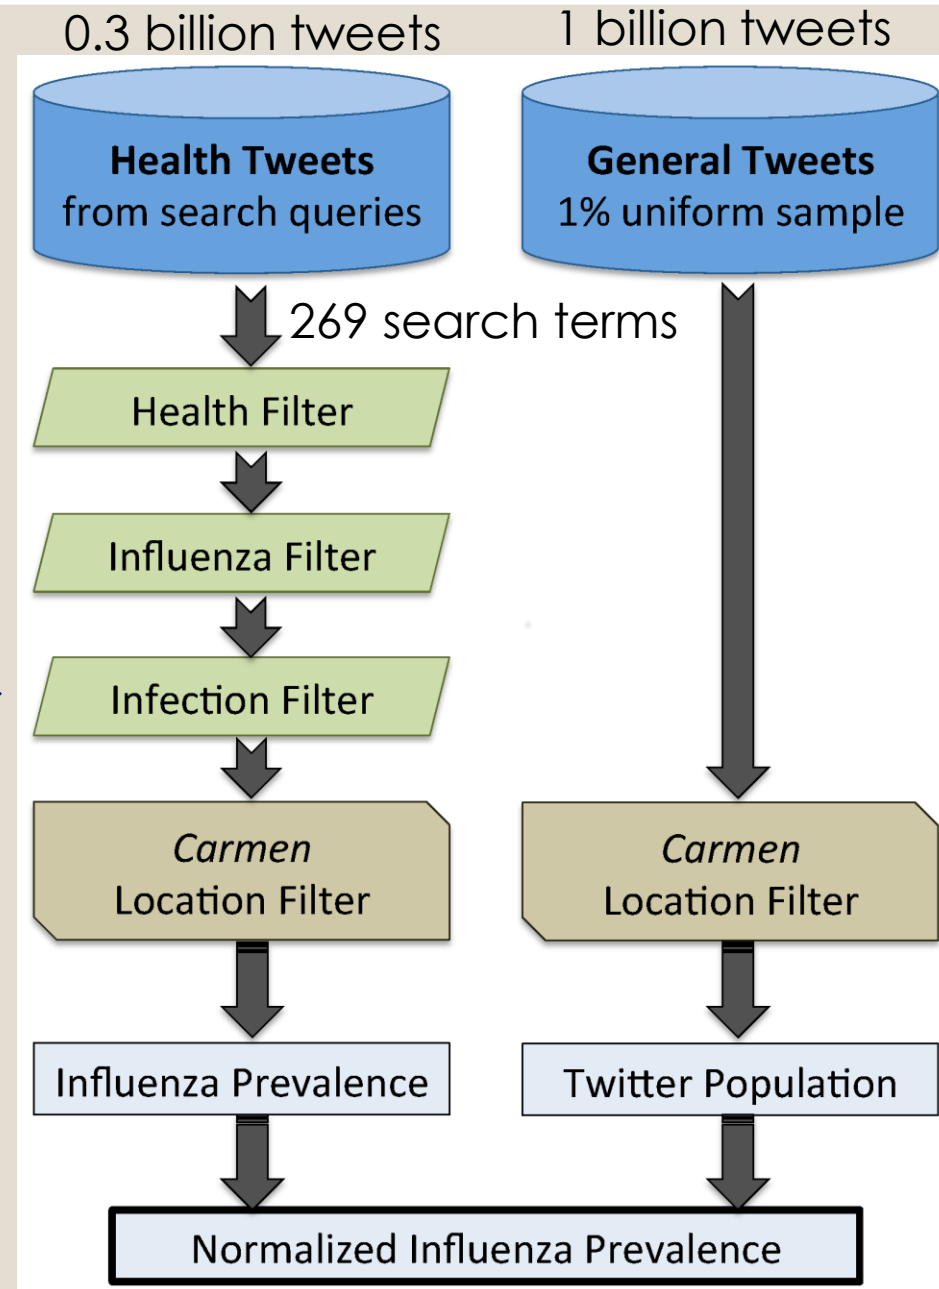 0.3 billion tweets
1 billion tweets
Health Tweets
from search queries
General Tweets
1% uniform sample
269 search terms
Health Filter
Influenza Filter
Infection Filter
Carmen
Location Filter
Carmen
Location Filter
Influenza Prevalence
Twitter Population
Normalized Influenza Prevalence